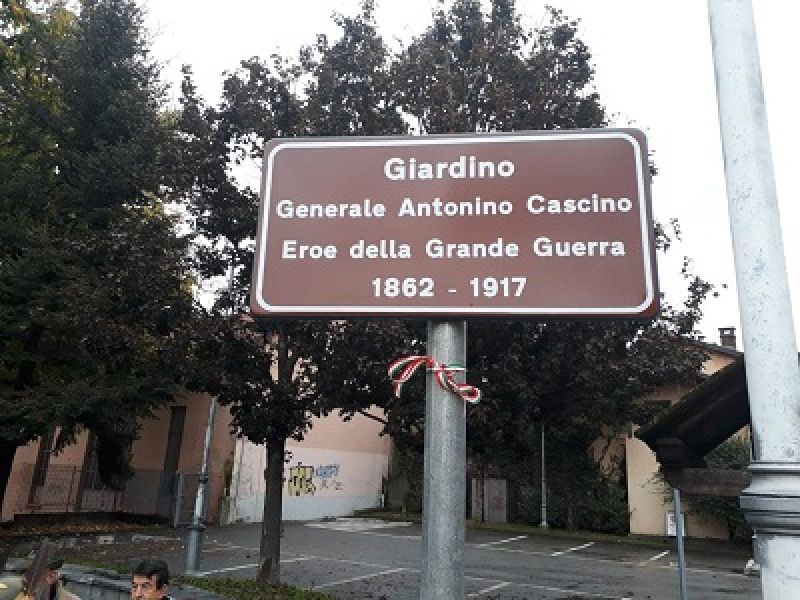 Giardino
Generale Antonino Cascino
Eroe della Grande Guerra
1862 - 1917